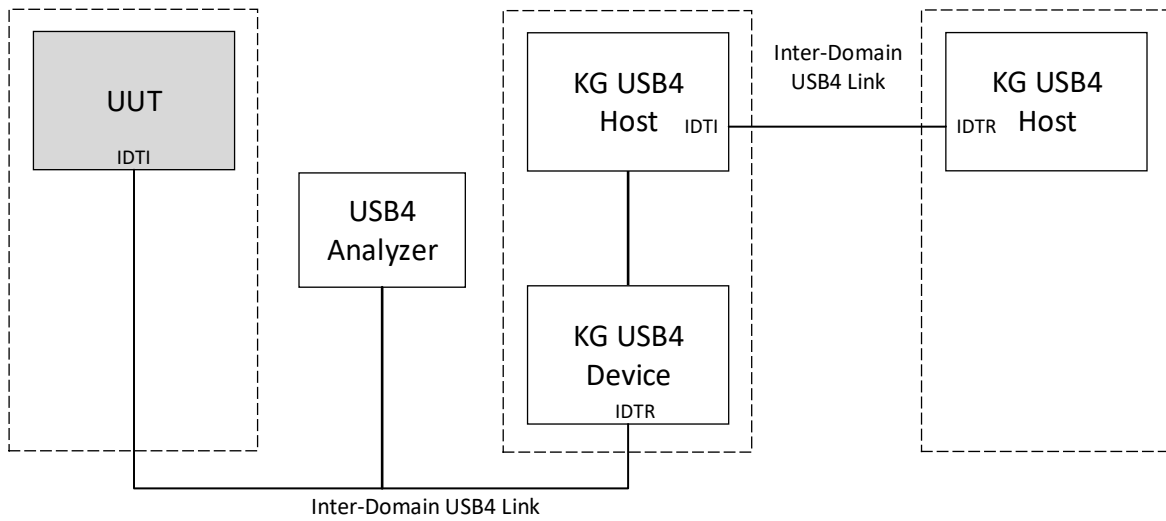 UUT
IDTI
USB4
Analyzer
KG USB4
Host
IDTI
Inter-Domain
USB4 Link
KG USB4
Host
IDTR
KG USB4
Device
IDTR
Inter-Domain USB4 Link